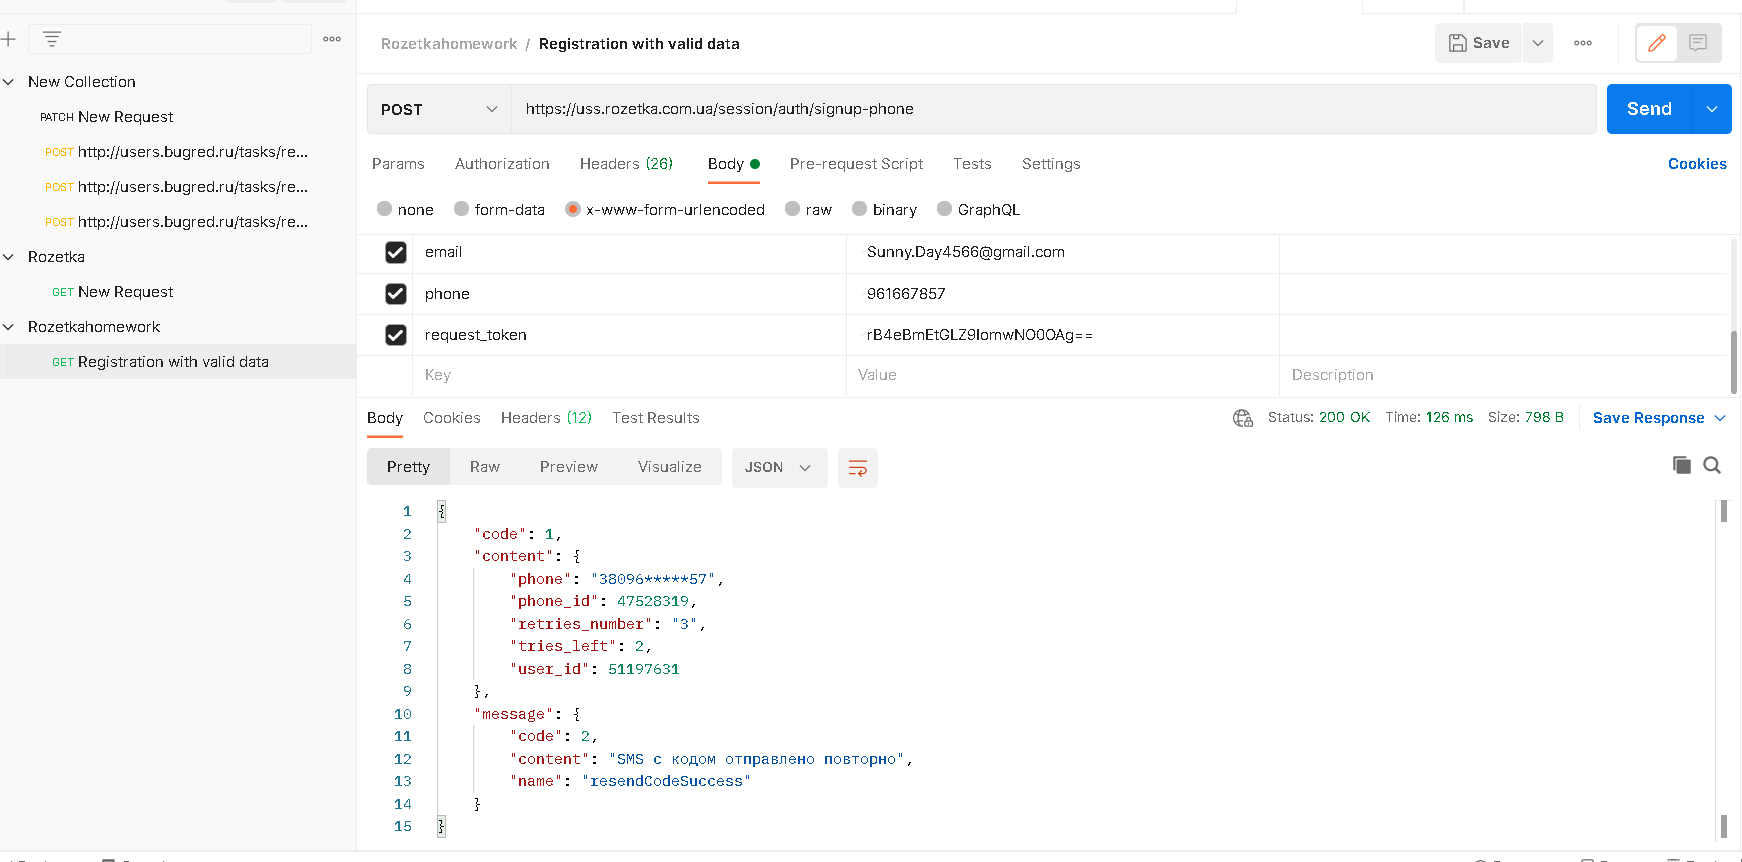 Rozetkahomework / Registration with valid data
Save
New Collection
PATCH New Request
POST http://users.bugred.ru/tasks/re...
POST http://users.bugred.ru/tasks/re...
POST http://users.bugred.ru/tasks/re...
Rozetka
GET New Request
Rozetkahomework
GET Registration with valid data
POST https://uss.rozetka.com.ua/session/auth/signup-phone Send
Params Authorization Headers (26) Body Pre-request Script Tests Settings Cookies
none form-data x-www-form-urlencoded raw binary GraphQL
email Sunny.Day4566@gmail.com
phone 961667857
request_token rB4eBmEtGLZ9lomwNO0OAg==
Key Value Description
Body Cookies Headers (12) Test Results Status: 200 OK Time: 126 ms Size: 798 B Save Response
Pretty Raw Preview Visualize JSON
1 {
2 "code": 1,
3 "content": {
4 "phone": "38096*****57",
5 "phone_id": 47528319,
6 "retries_number": "3",
7 "tries_left": 2,
8 "user_id": 51197631
9 },
10 "message": {
11 "code": 2,
12 "content": "SMS с кодом отправлено повторно",
13 "name": "resendCodeSuccess"
14 }
15 }